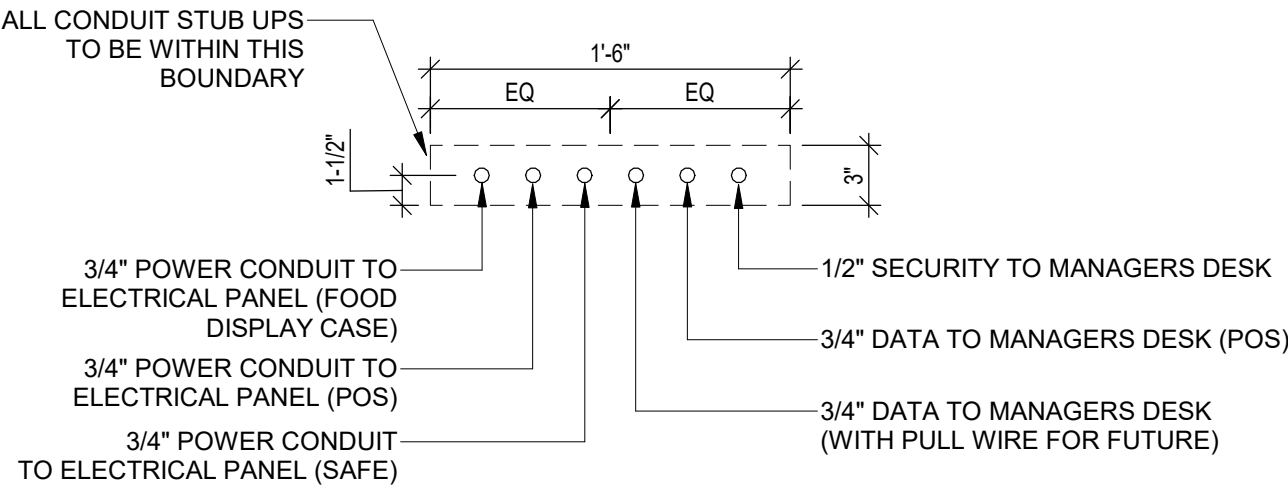 ALL CONDUIT STUB UPS
TO BE WITHIN THIS
BOUNDARY
1'-6"
EQ
EQ
1-1/2"
3"
3/4" POWER CONDUIT TO
ELECTRICAL PANEL (FOOD
DISPLAY CASE)
3/4" POWER CONDUIT TO
ELECTRICAL PANEL (POS)
3/4" POWER CONDUIT
TO ELECTRICAL PANEL (SAFE)
1/2" SECURITY TO MANAGERS DESK
3/4" DATA TO MANAGERS DESK (POS)
3/4" DATA TO MANAGERS DESK
(WITH PULL WIRE FOR FUTURE)